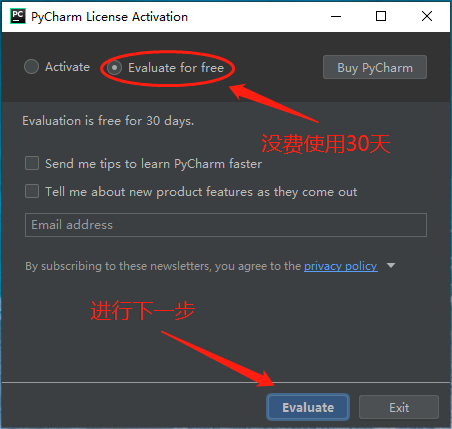 PC PyCharm License Activation
Activate Evaluate for free Buy PyCharm
Evaluation is free for 30 days.
没费使用30天
Send me tips to learn PyCharm faster
Tell me about new product features as they come out
Email address
By subscribing to these newsletters, you agree to the privacy policy
进行下一步
Evaluate Exit